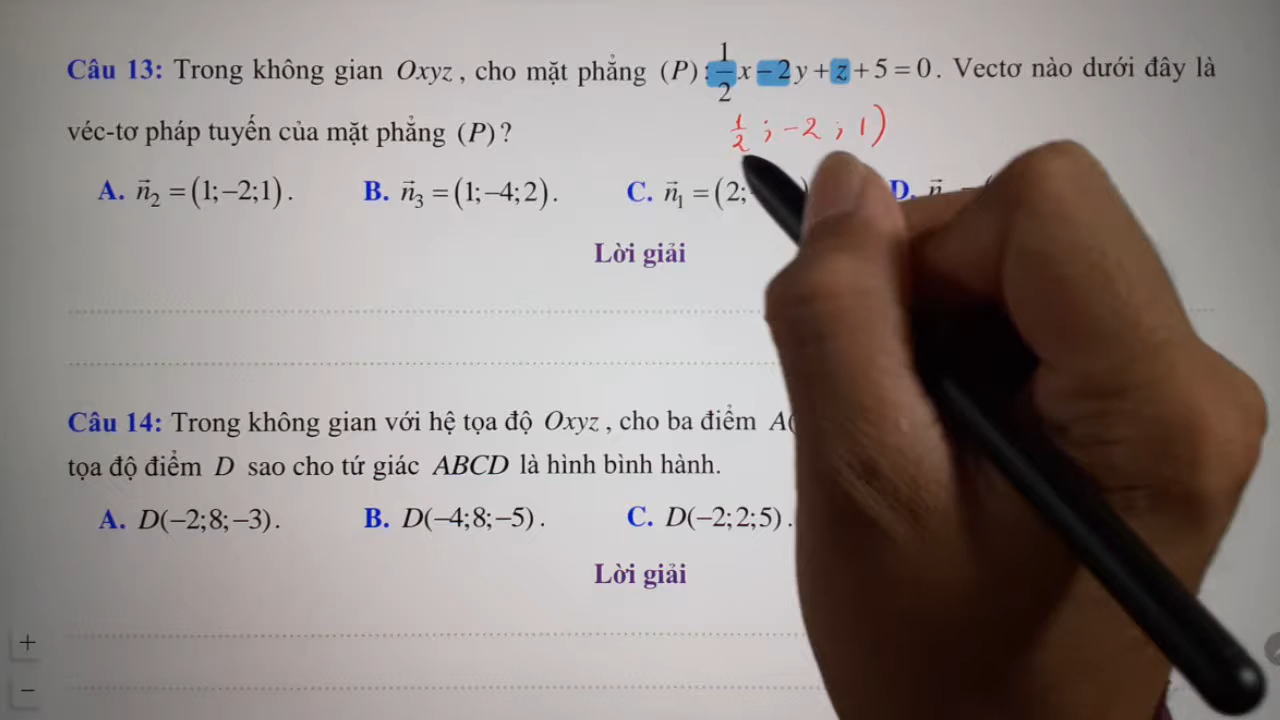 Câu 13: Trong không gian Oxyz, cho mặt phẳng (P): 1/2 x − 2y + z + 5 = 0. Vectơ nào dưới đây là
véc-tơ pháp tuyến của mặt phẳng (P)?
1/2 ; -2 ; 1)
A. n⃗₂ = (1;−2;1). B. n⃗₃ = (1;−4;2). C. n⃗₁ = (2; D.
Lời giải
Câu 14: Trong không gian với hệ tọa độ Oxyz, cho ba điểm A(
tọa độ điểm D sao cho tứ giác ABCD là hình bình hành.
A. D(−2;8;−3). B. D(−4;8;−5). C. D(−2;2;5).
Lời giải
+
−